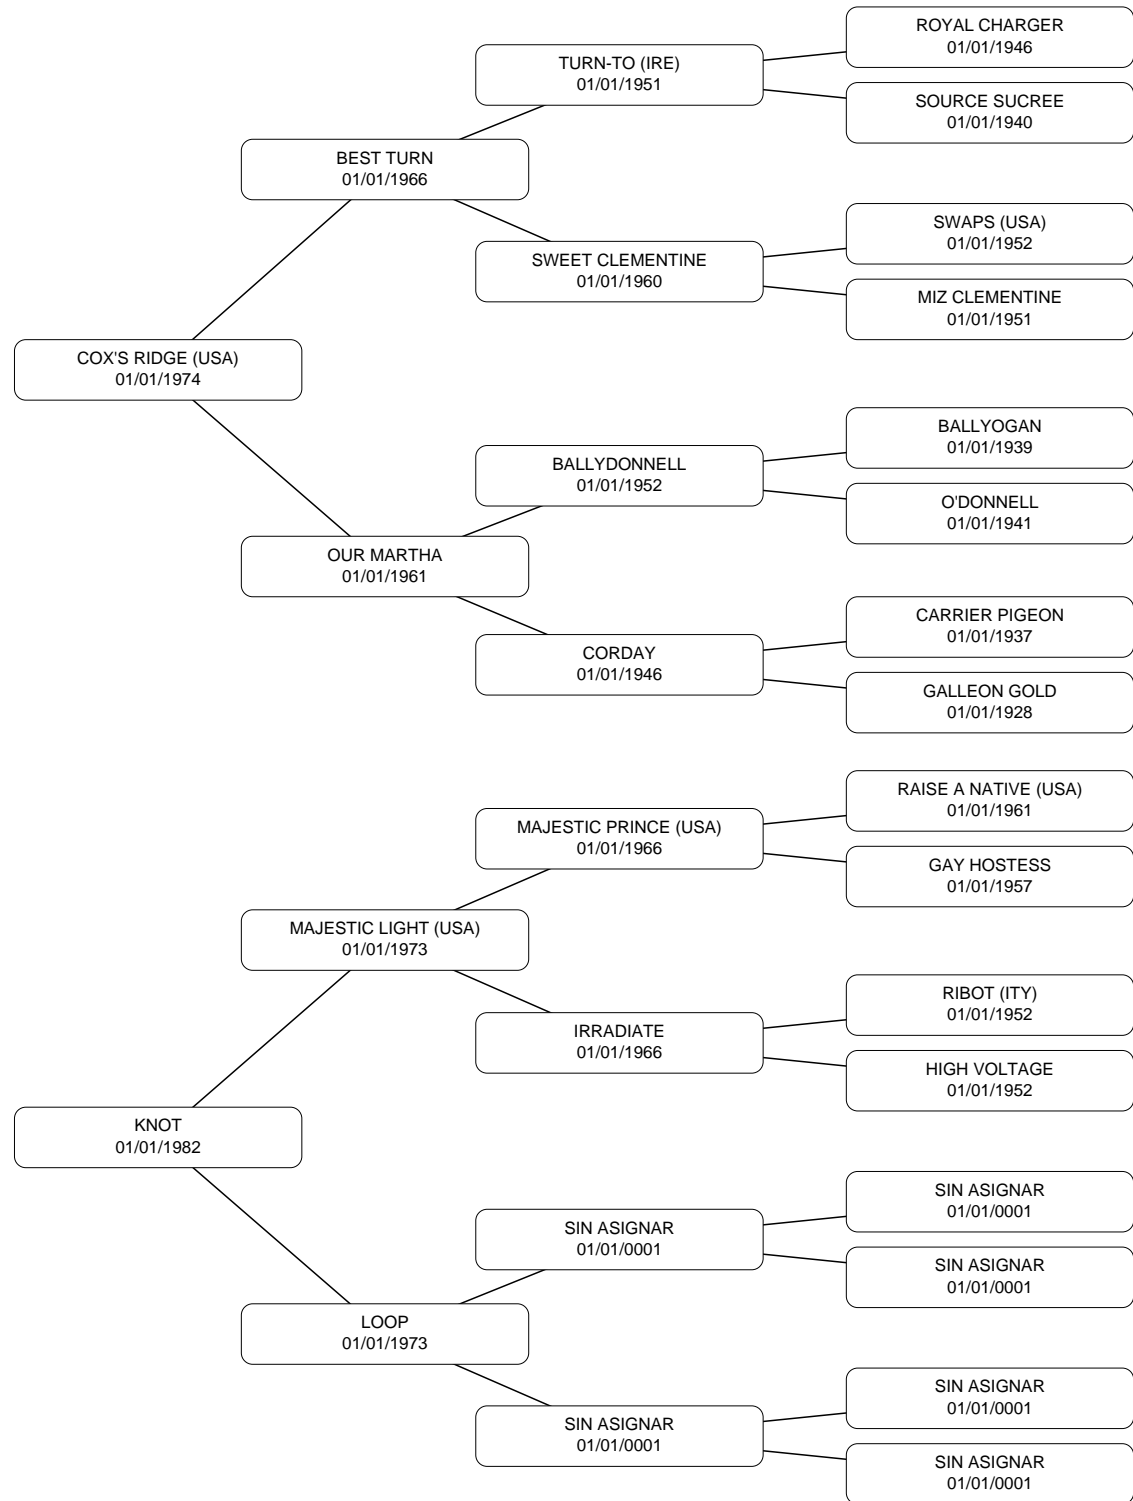 ROYAL CHARGER
01/01/1946
TURN-TO (IRE)
01/01/1951
SOURCE SUCREE
01/01/1940
BEST TURN
01/01/1966
SWAPS (USA)
01/01/1952
SWEET CLEMENTINE
01/01/1960
MIZ CLEMENTINE
01/01/1951
COX'S RIDGE (USA)
01/01/1974
BALLYOGAN
01/01/1939
BALLYDONNELL
01/01/1952
O'DONNELL
01/01/1941
OUR MARTHA
01/01/1961
CARRIER PIGEON
01/01/1937
CORDAY
01/01/1946
GALLEON GOLD
01/01/1928
RAISE A NATIVE (USA)
01/01/1961
MAJESTIC PRINCE (USA)
01/01/1966
GAY HOSTESS
01/01/1957
MAJESTIC LIGHT (USA)
01/01/1973
RIBOT (ITY)
01/01/1952
IRRADIATE
01/01/1966
HIGH VOLTAGE
01/01/1952
KNOT
01/01/1982
SIN ASIGNAR
01/01/0001
SIN ASIGNAR
01/01/0001
SIN ASIGNAR
01/01/0001
LOOP
01/01/1973
SIN ASIGNAR
01/01/0001
SIN ASIGNAR
01/01/0001
SIN ASIGNAR
01/01/0001